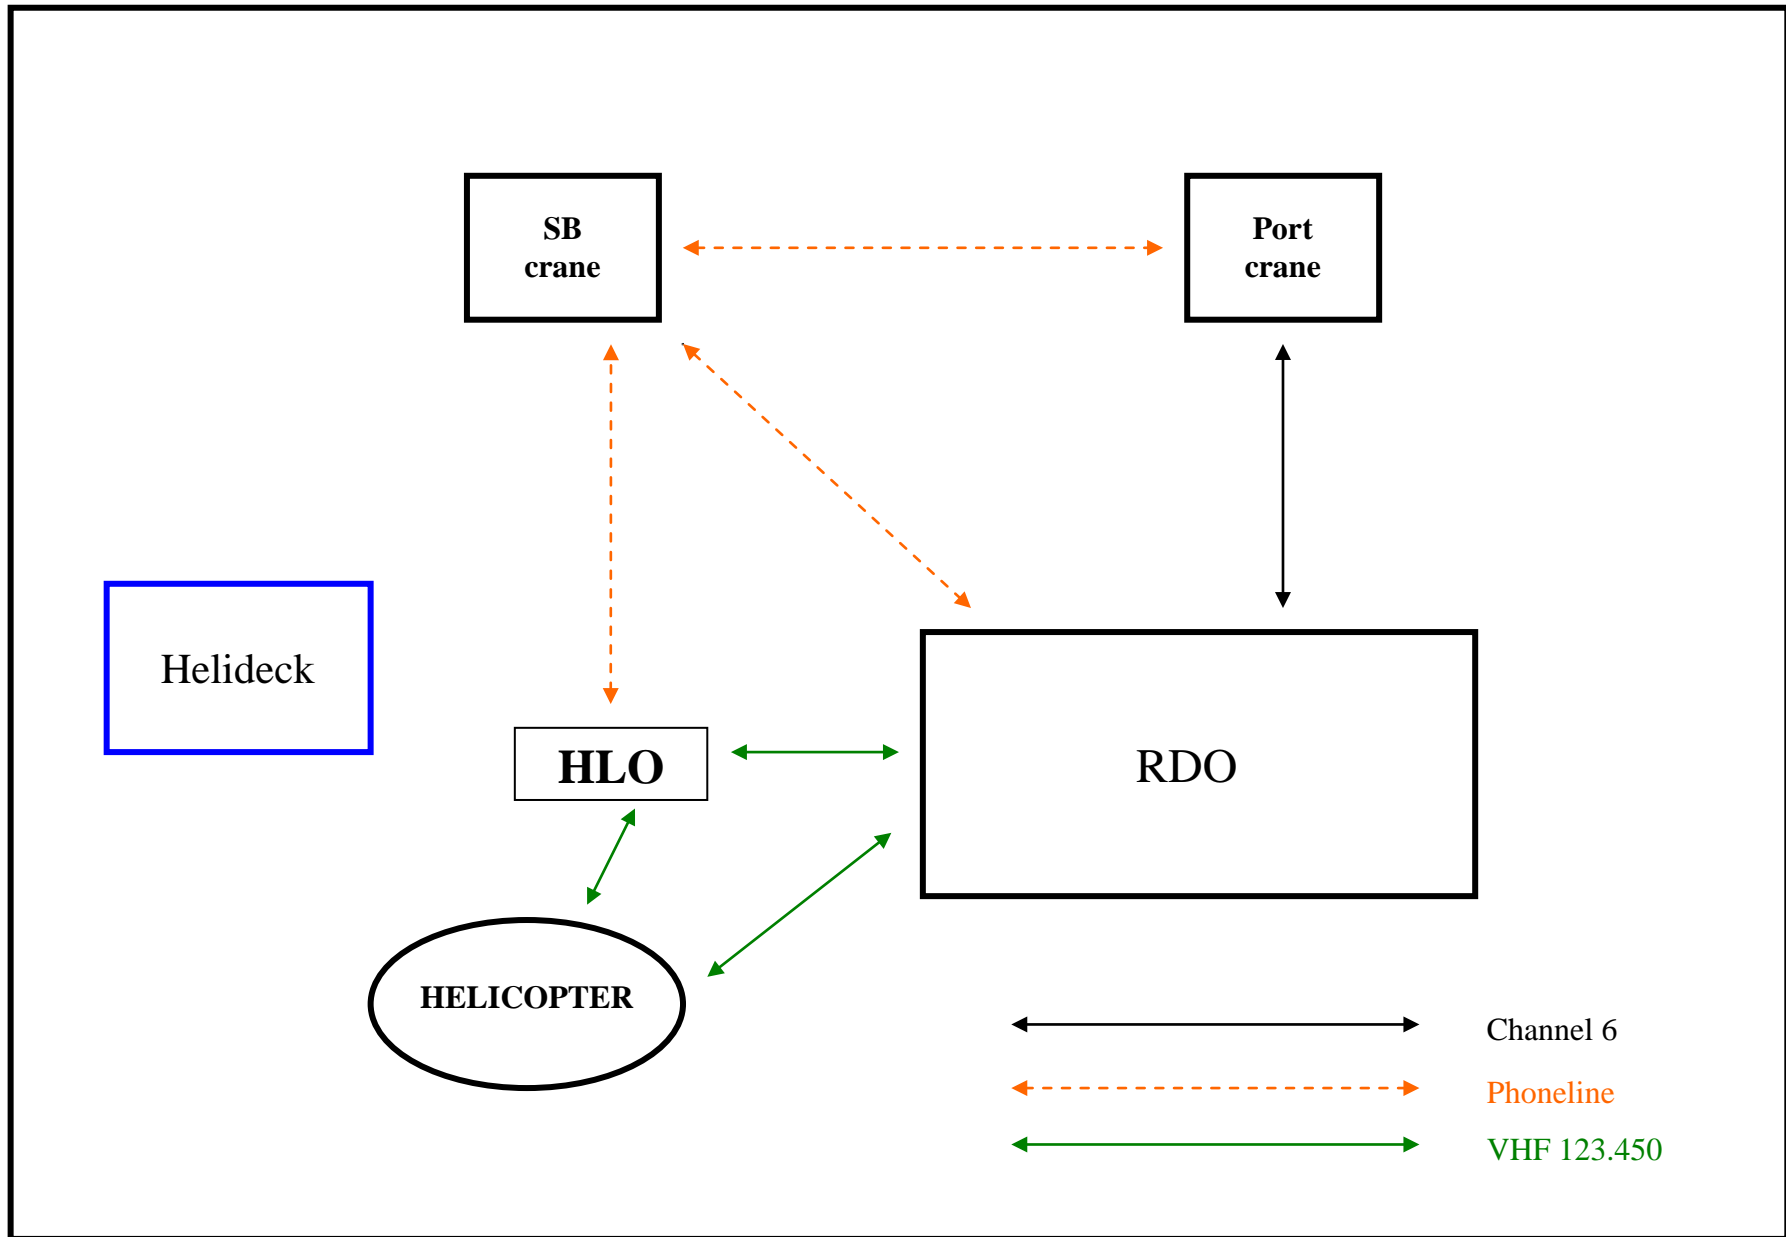 SB
crane
Port
crane
Helideck
HLO
RDO
HELICOPTER
Channel 6
Phoneline
VHF 123.450